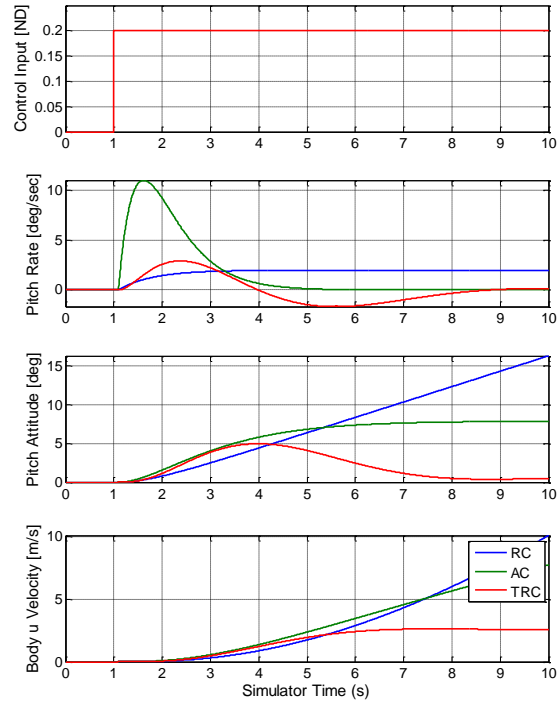 Control Input [ND]
0.2
0.15
0.1
0.05
0
0 1 2 3 4 5 6 7 8 9 10
Pitch Rate [deg/sec]
10
5
0
0 1 2 3 4 5 6 7 8 9 10
Pitch Attitude [deg]
15
10
5
0
0 1 2 3 4 5 6 7 8 9 10
Body u Velocity [m/s]
10
5
0
RC
AC
TRC
0 1 2 3 4 5 6 7 8 9 10
Simulator Time (s)